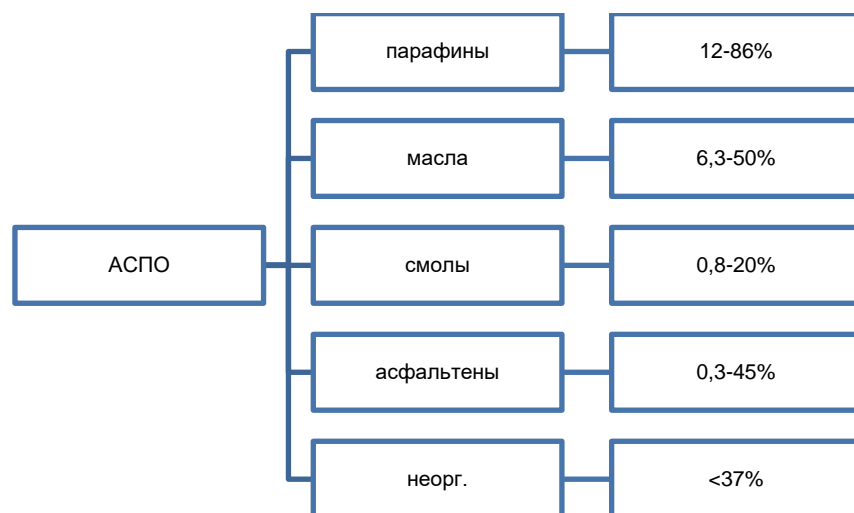 парафины 12-86%
масла 6,3-50%
АСПО смолы 0,8-20%
асфальтены 0,3-45%
неорг. <37%